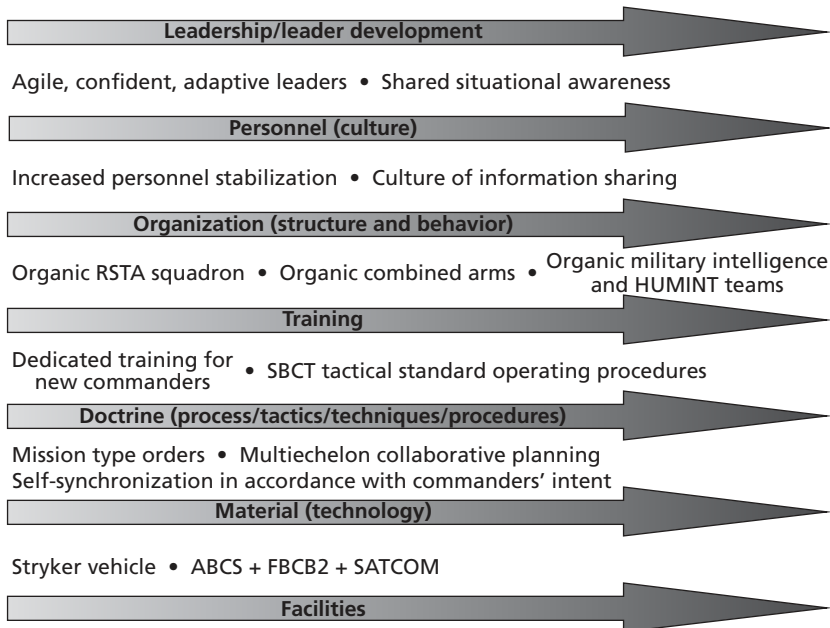 Leadership/leader development
Agile, confident, adaptive leaders • Shared situational awareness
Personnel (culture)
Increased personnel stabilization • Culture of information sharing
Organization (structure and behavior)
Organic RSTA squadron • Organic combined arms • Organic military intelligence
and HUMINT teams
Training
Dedicated training for
new commanders • SBCT tactical standard operating procedures
Doctrine (process/tactics/techniques/procedures)
Mission type orders • Multiechelon collaborative planning
Self-synchronization in accordance with commanders' intent
Material (technology)
Stryker vehicle • ABCS + FBCB2 + SATCOM
Facilities